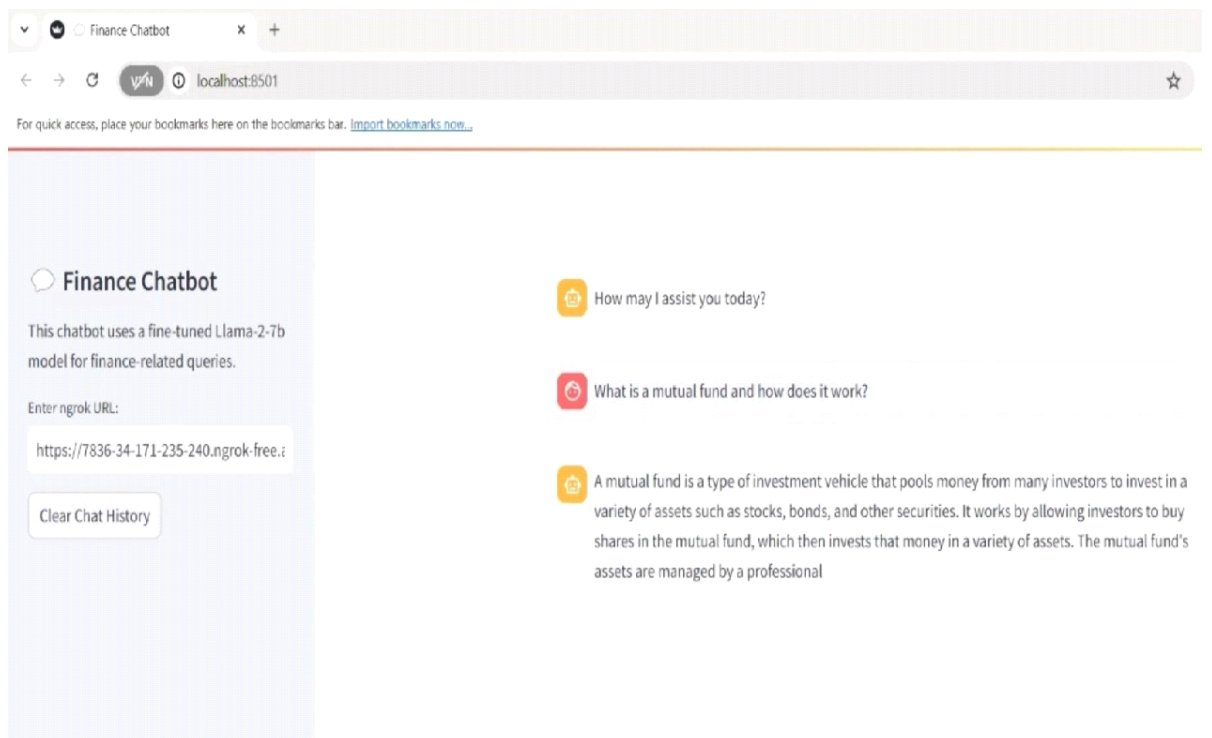 Finance Chatbot
VPN
localhost:8501
For quick access, place your bookmarks here on the bookmarks bar. Import bookmarks now...
Finance Chatbot
This chatbot uses a fine-tuned Llama-2-7b
model for finance-related queries.
Enter ngrok URL:
https://7836-34-171-235-240.ngrok-free.a
Clear Chat History
How may I assist you today?
What is a mutual fund and how does it work?
A mutual fund is a type of investment vehicle that pools money from many investors to invest in a
variety of assets such as stocks, bonds, and other securities. It works by allowing investors to buy
shares in the mutual fund, which then invests that money in a variety of assets. The mutual fund's
assets are managed by a professional